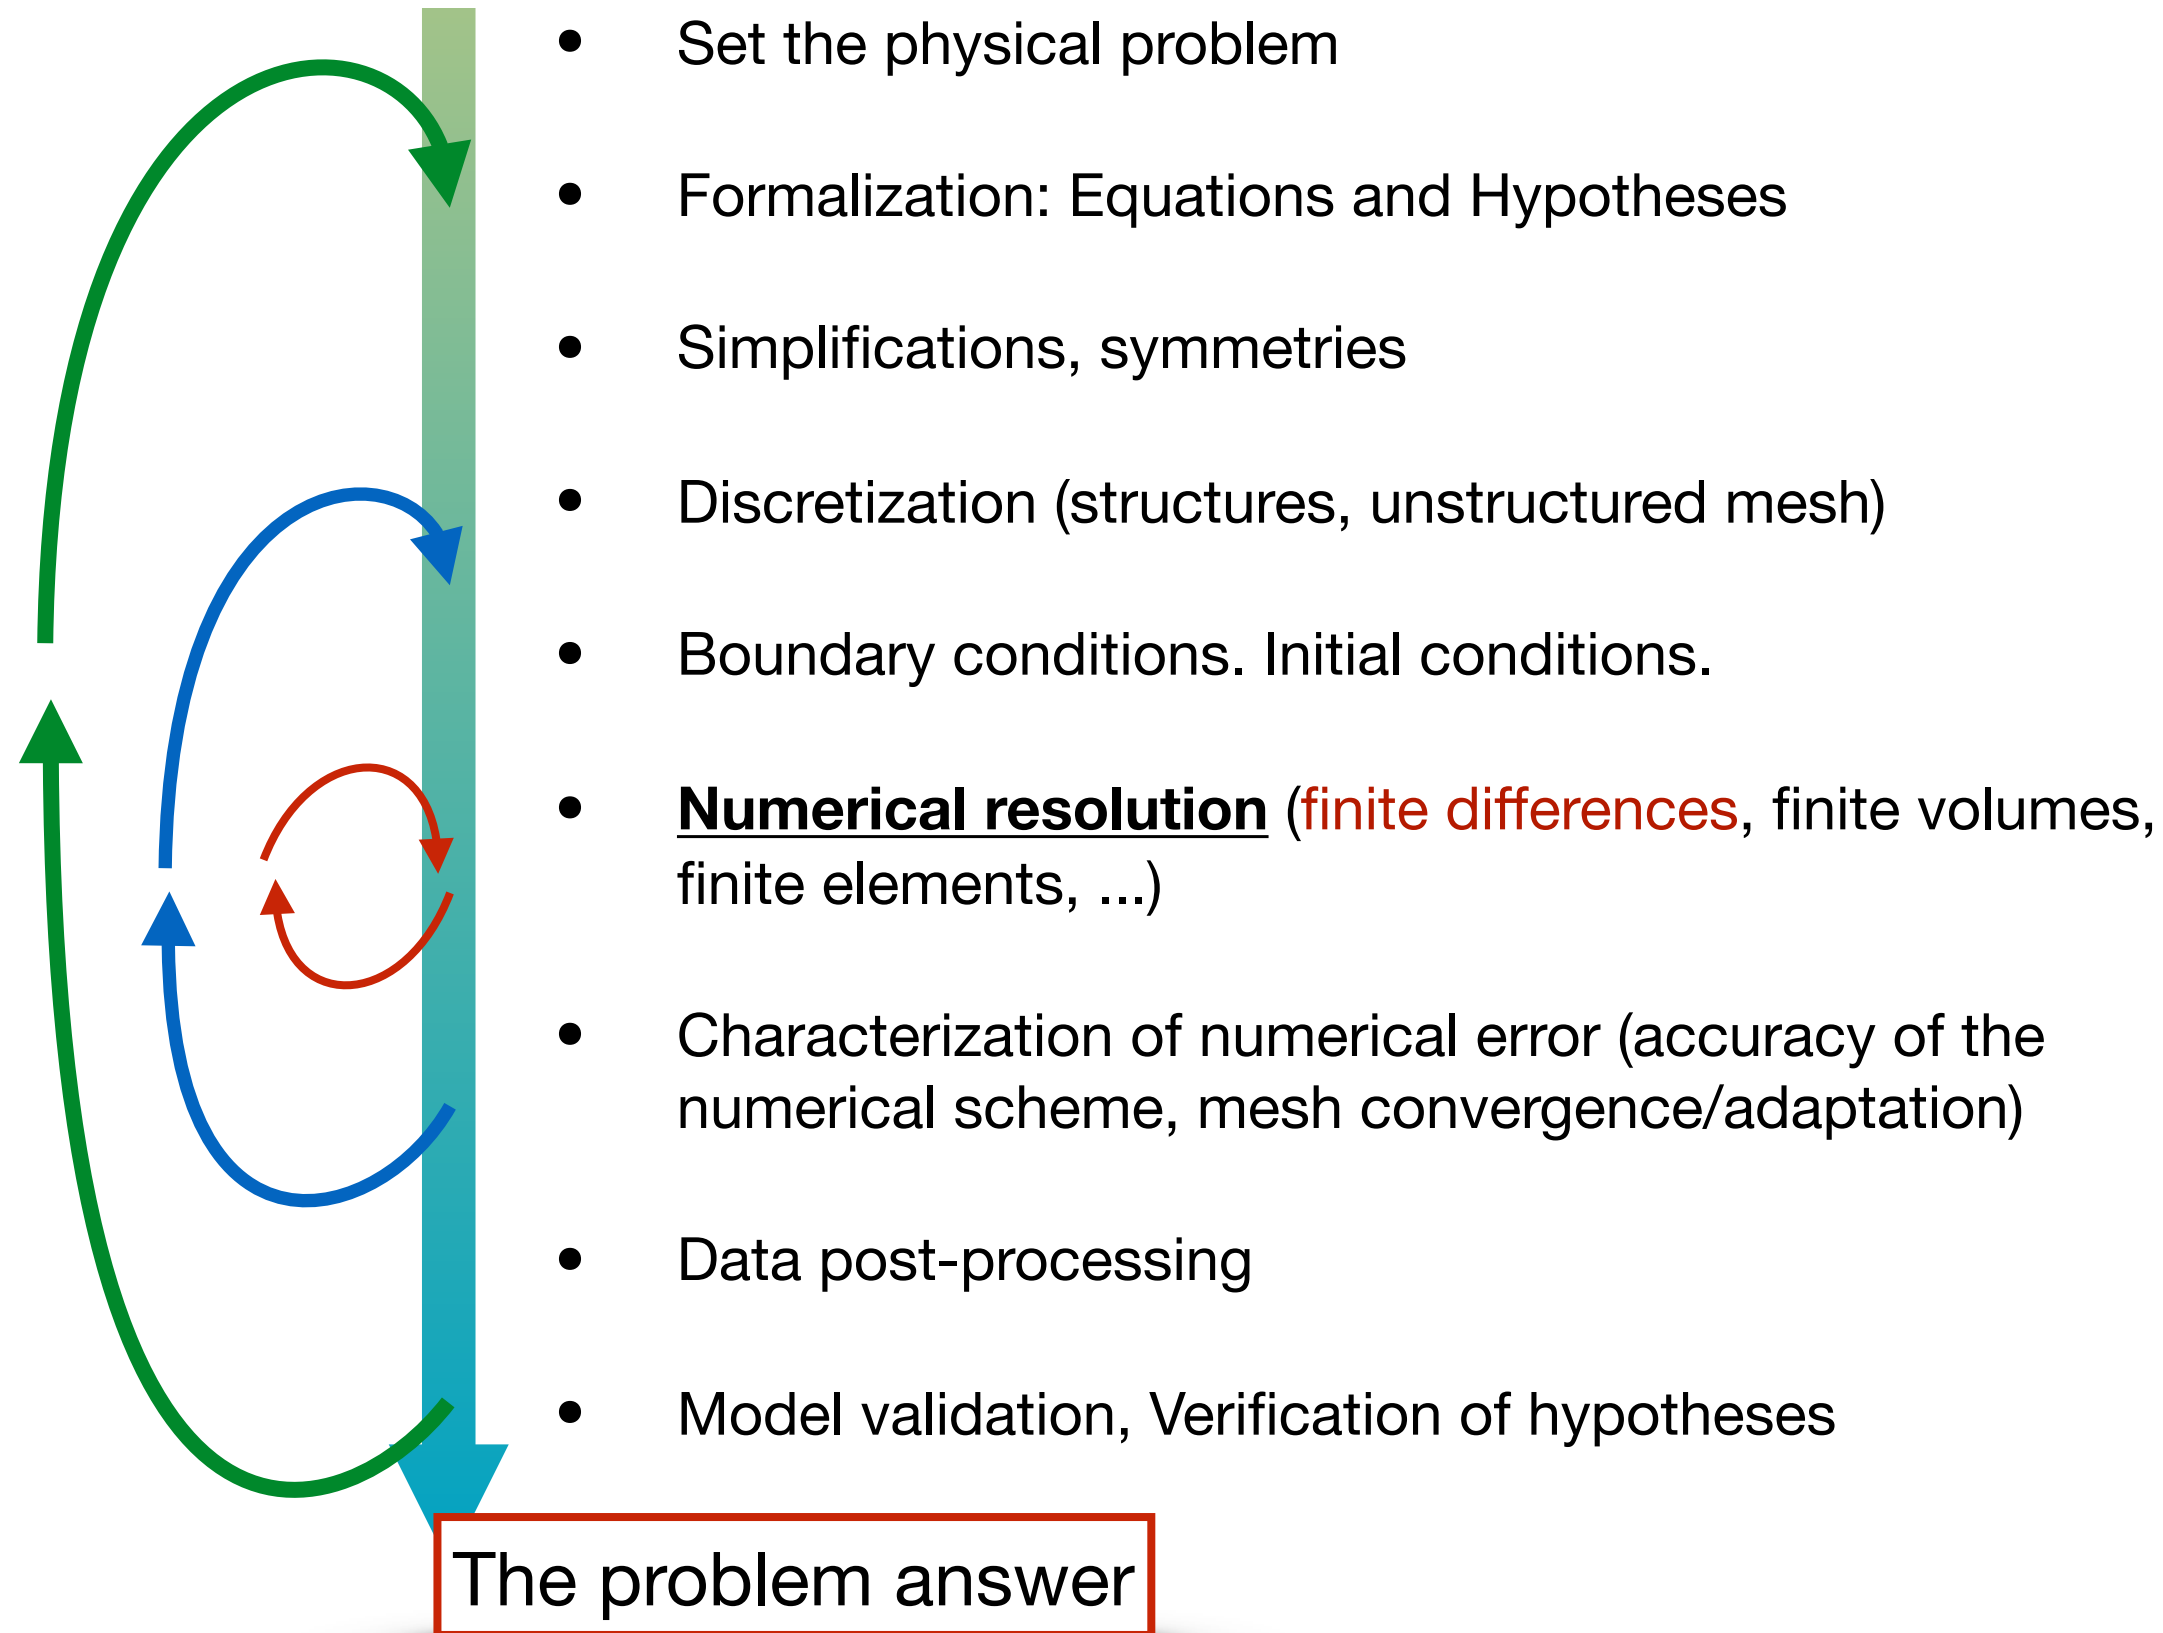 • Set the physical problem
• Formalization: Equations and Hypotheses
• Simplifications, symmetries
• Discretization (structures, unstructured mesh)
• Boundary conditions. Initial conditions.
• Numerical resolution (finite differences, finite volumes,
finite elements, ...)
• Characterization of numerical error (accuracy of the
numerical scheme, mesh convergence/adaptation)
• Data post-processing
• Model validation, Verification of hypotheses
The problem answer